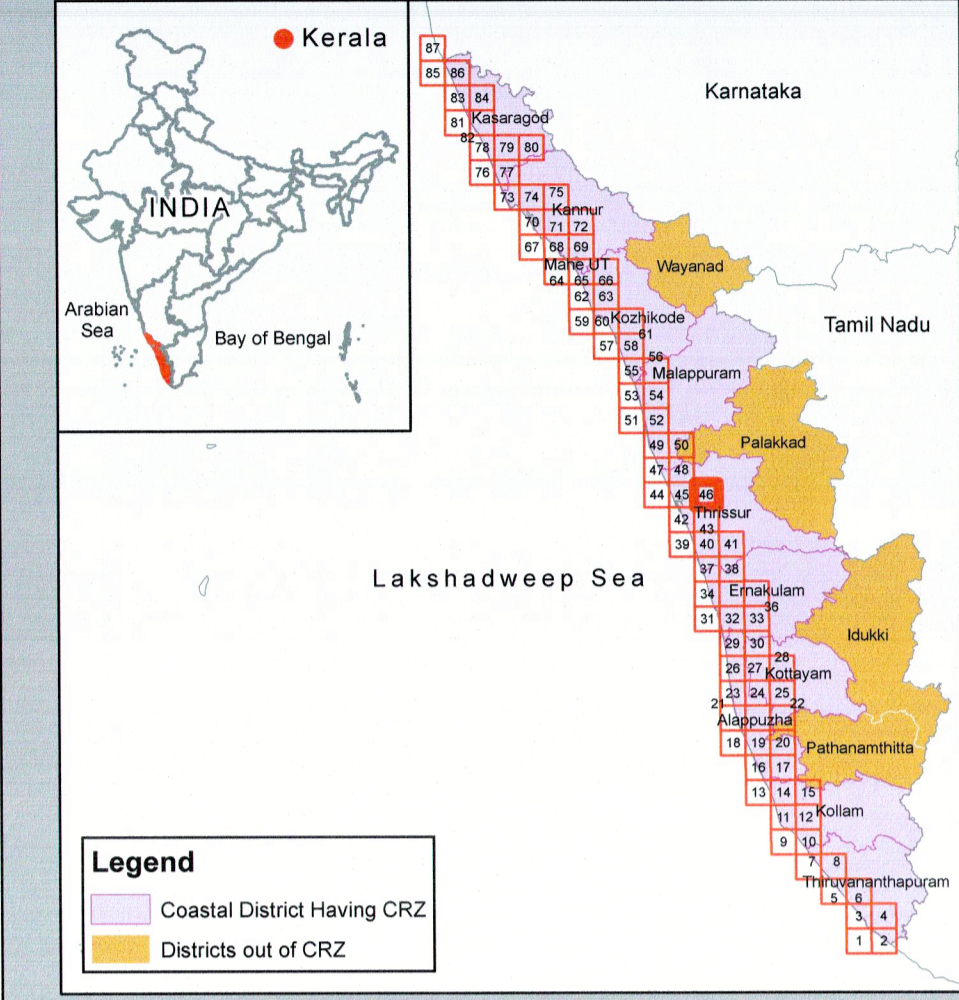 Kerala
INDIA
Arabian
Sea
Bay of Bengal
Karnataka
Tamil Nadu
Lakshadweep Sea
87
85 86
83 84
81
Kasaragod
82
78 79 80
76 77
73 74 75
Kannur
70 71 72
67 68 69
Wayanad
Mahe UT
64 65 66
62 63
59 60 Kozhikode
61
57 58
56
55 Malappuram
53 54
51 52
49 50
Palakkad
47 48
44 45 46
Thrissur
42 43
39 40 41
37 38
34 Ernakulam
36
31 32 33
Idukki
29 30
28
26 27 Kottayam
23 24 25
21 22
Alappuzha
18 19 20
Pathanamthitta
16 17
13 14 15
Kollam
11 12
9 10
7 8
Thiruvananthapuram
5 6
3 4
1 2
Legend
Coastal District Having CRZ
Districts out of CRZ